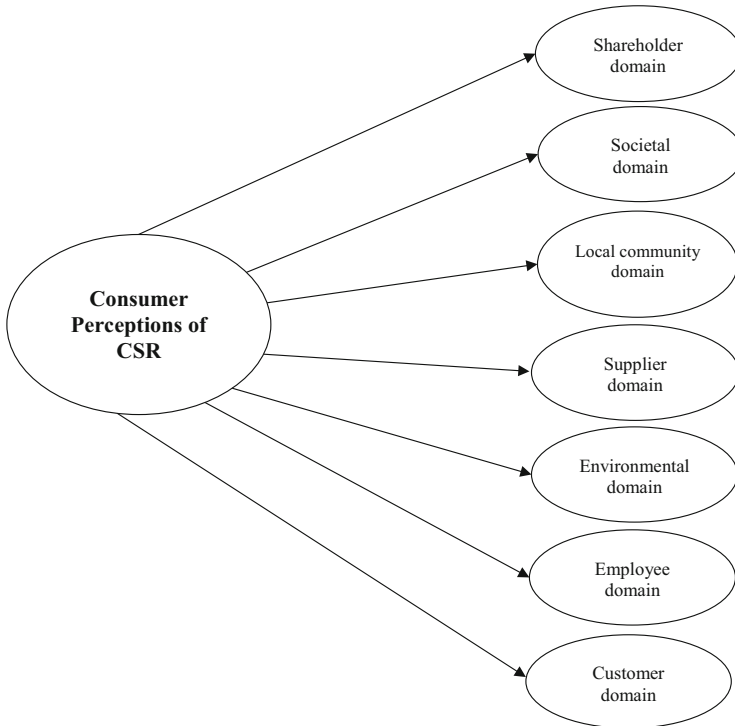 Shareholder
domain
Societal
domain
Local community
domain
Consumer
Perceptions of
CSR
Supplier
domain
Environmental
domain
Employee
domain
Customer
domain